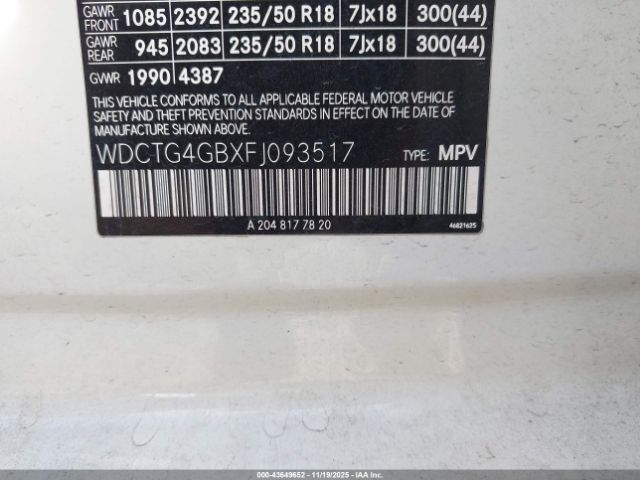 GAWR FRONT 1085 2392 235/50 R18 7Jx18 300(44)
GAWR REAR 945 2083 235/50 R18 7Jx18 300(44)
GVWR 1990 4387
THIS VEHICLE CONFORMS TO ALL APPLICABLE FEDERAL MOTOR VEHICLE
SAFETY AND THEFT PREVENTION STANDARDS IN EFFECT ON THE DATE
OF MANUFACTURE SHOWN ABOVE.
WDCTG4GBXFJ093517 TYPE: MPV
A 204 817 78 20
46821625
000-43649652 | 11/19/2025 | IAAI.COM